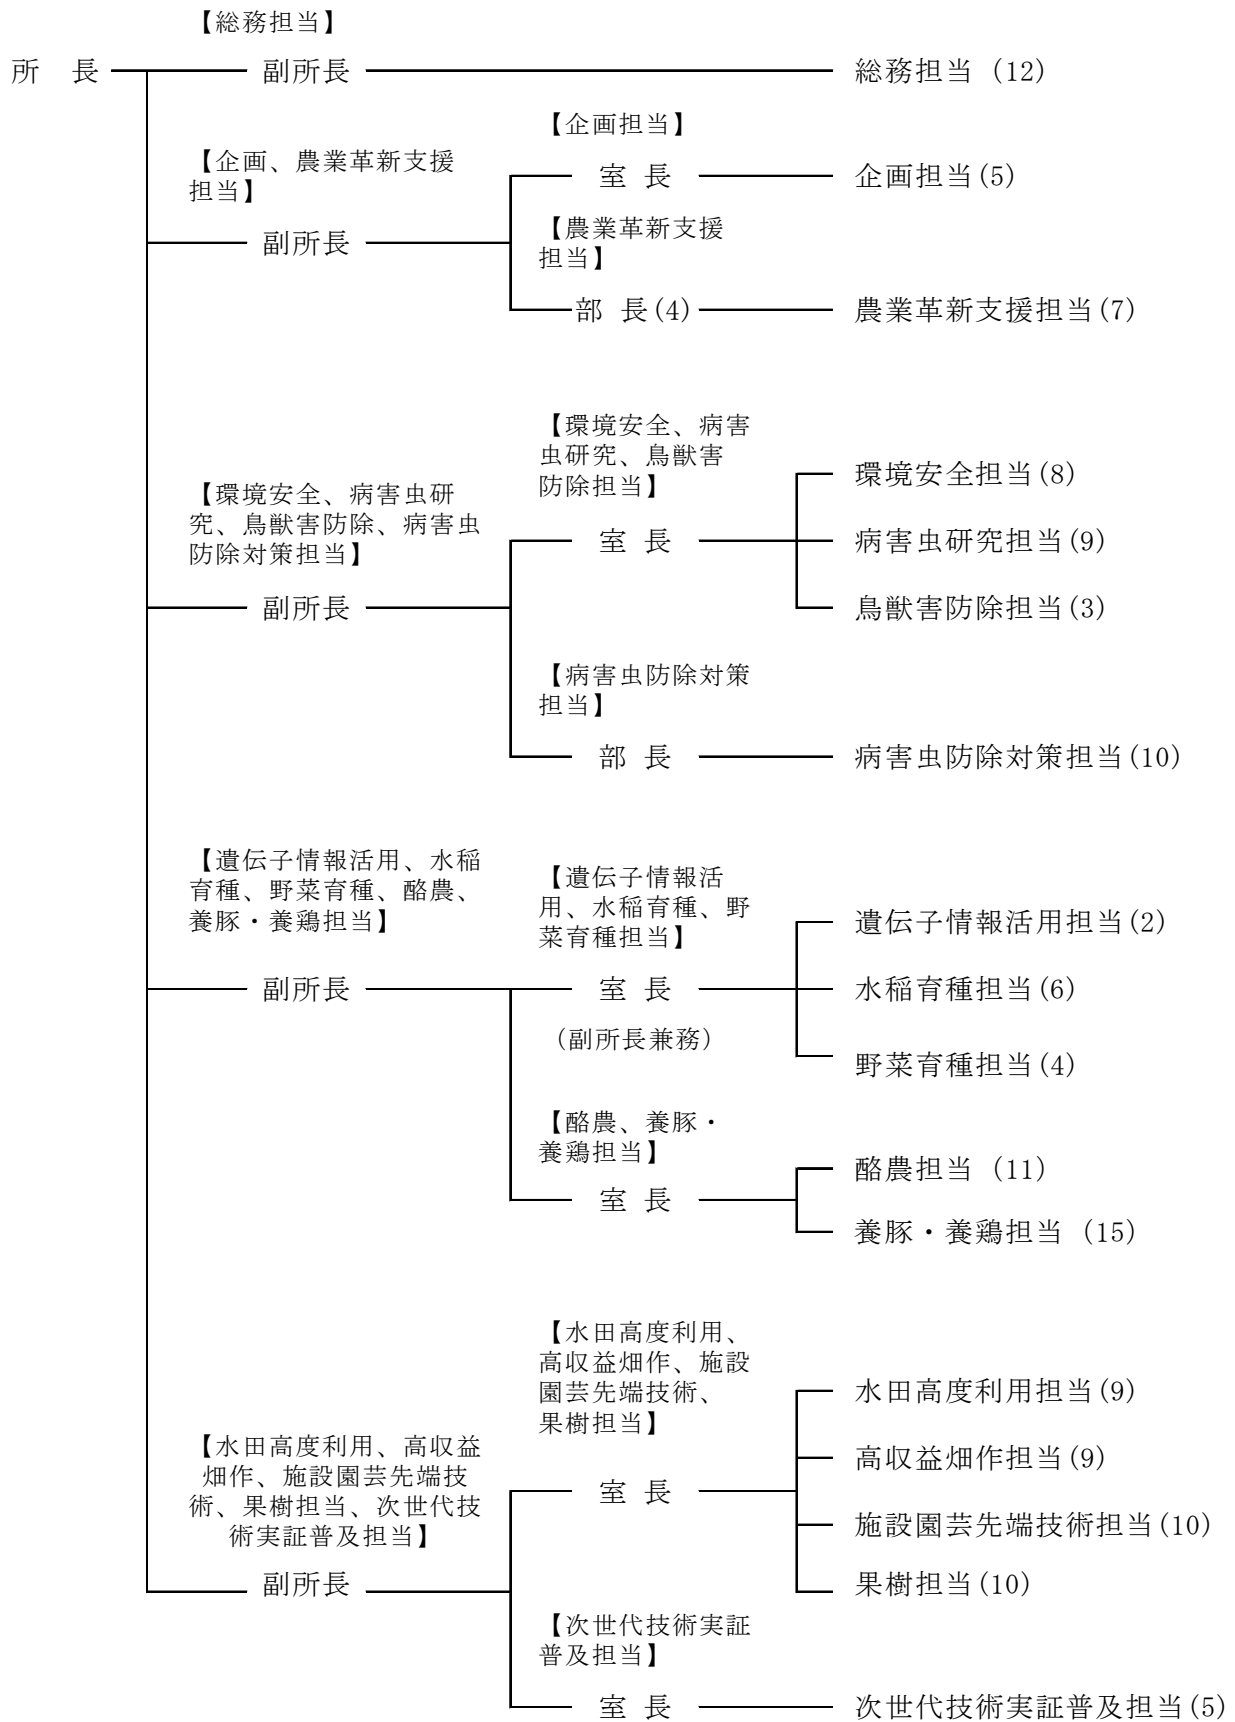 【総務担当】
所　長　副所長　総務担当 (12)
【企画担当】
【企画、農業革新支援
担当】
室 長　企画担当(5)
【農業革新支援
担当】
副所長
部 長(4)　農業革新支援担当(7)
【環境安全、病害
虫研究、鳥獣害
防除担当】
環境安全担当(8)
【環境安全、病害虫研
究、鳥獣害防除、病害虫
防除対策担当】
室 長　病害虫研究担当(9)
副所長　鳥獣害防除担当(3)
【病害虫防除対策
担当】
部 長　病害虫防除対策担当(10)
【遺伝子情報活用、水稲
育種、野菜育種、酪農、
養豚・養鶏担当】
【遺伝子情報活
用、水稲育種、野
菜育種担当】
遺伝子情報活用担当(2)
副所長　室 長　水稲育種担当(6)
(副所長兼務)
野菜育種担当(4)
【酪農、養豚・
養鶏担当】
酪農担当 (11)
室 長
養豚・養鶏担当 (15)
【水田高度利用、
高収益畑作、施設
園芸先端技術、
果樹担当】
水田高度利用担当(9)
【水田高度利用、高収益
畑作、施設園芸先端技
術、果樹担当、次世代技
術実証普及担当】
高収益畑作担当(9)
室 長
施設園芸先端技術担当(10)
副所長　果樹担当(10)
【次世代技術実証
普及担当】
室 長　次世代技術実証普及担当(5)